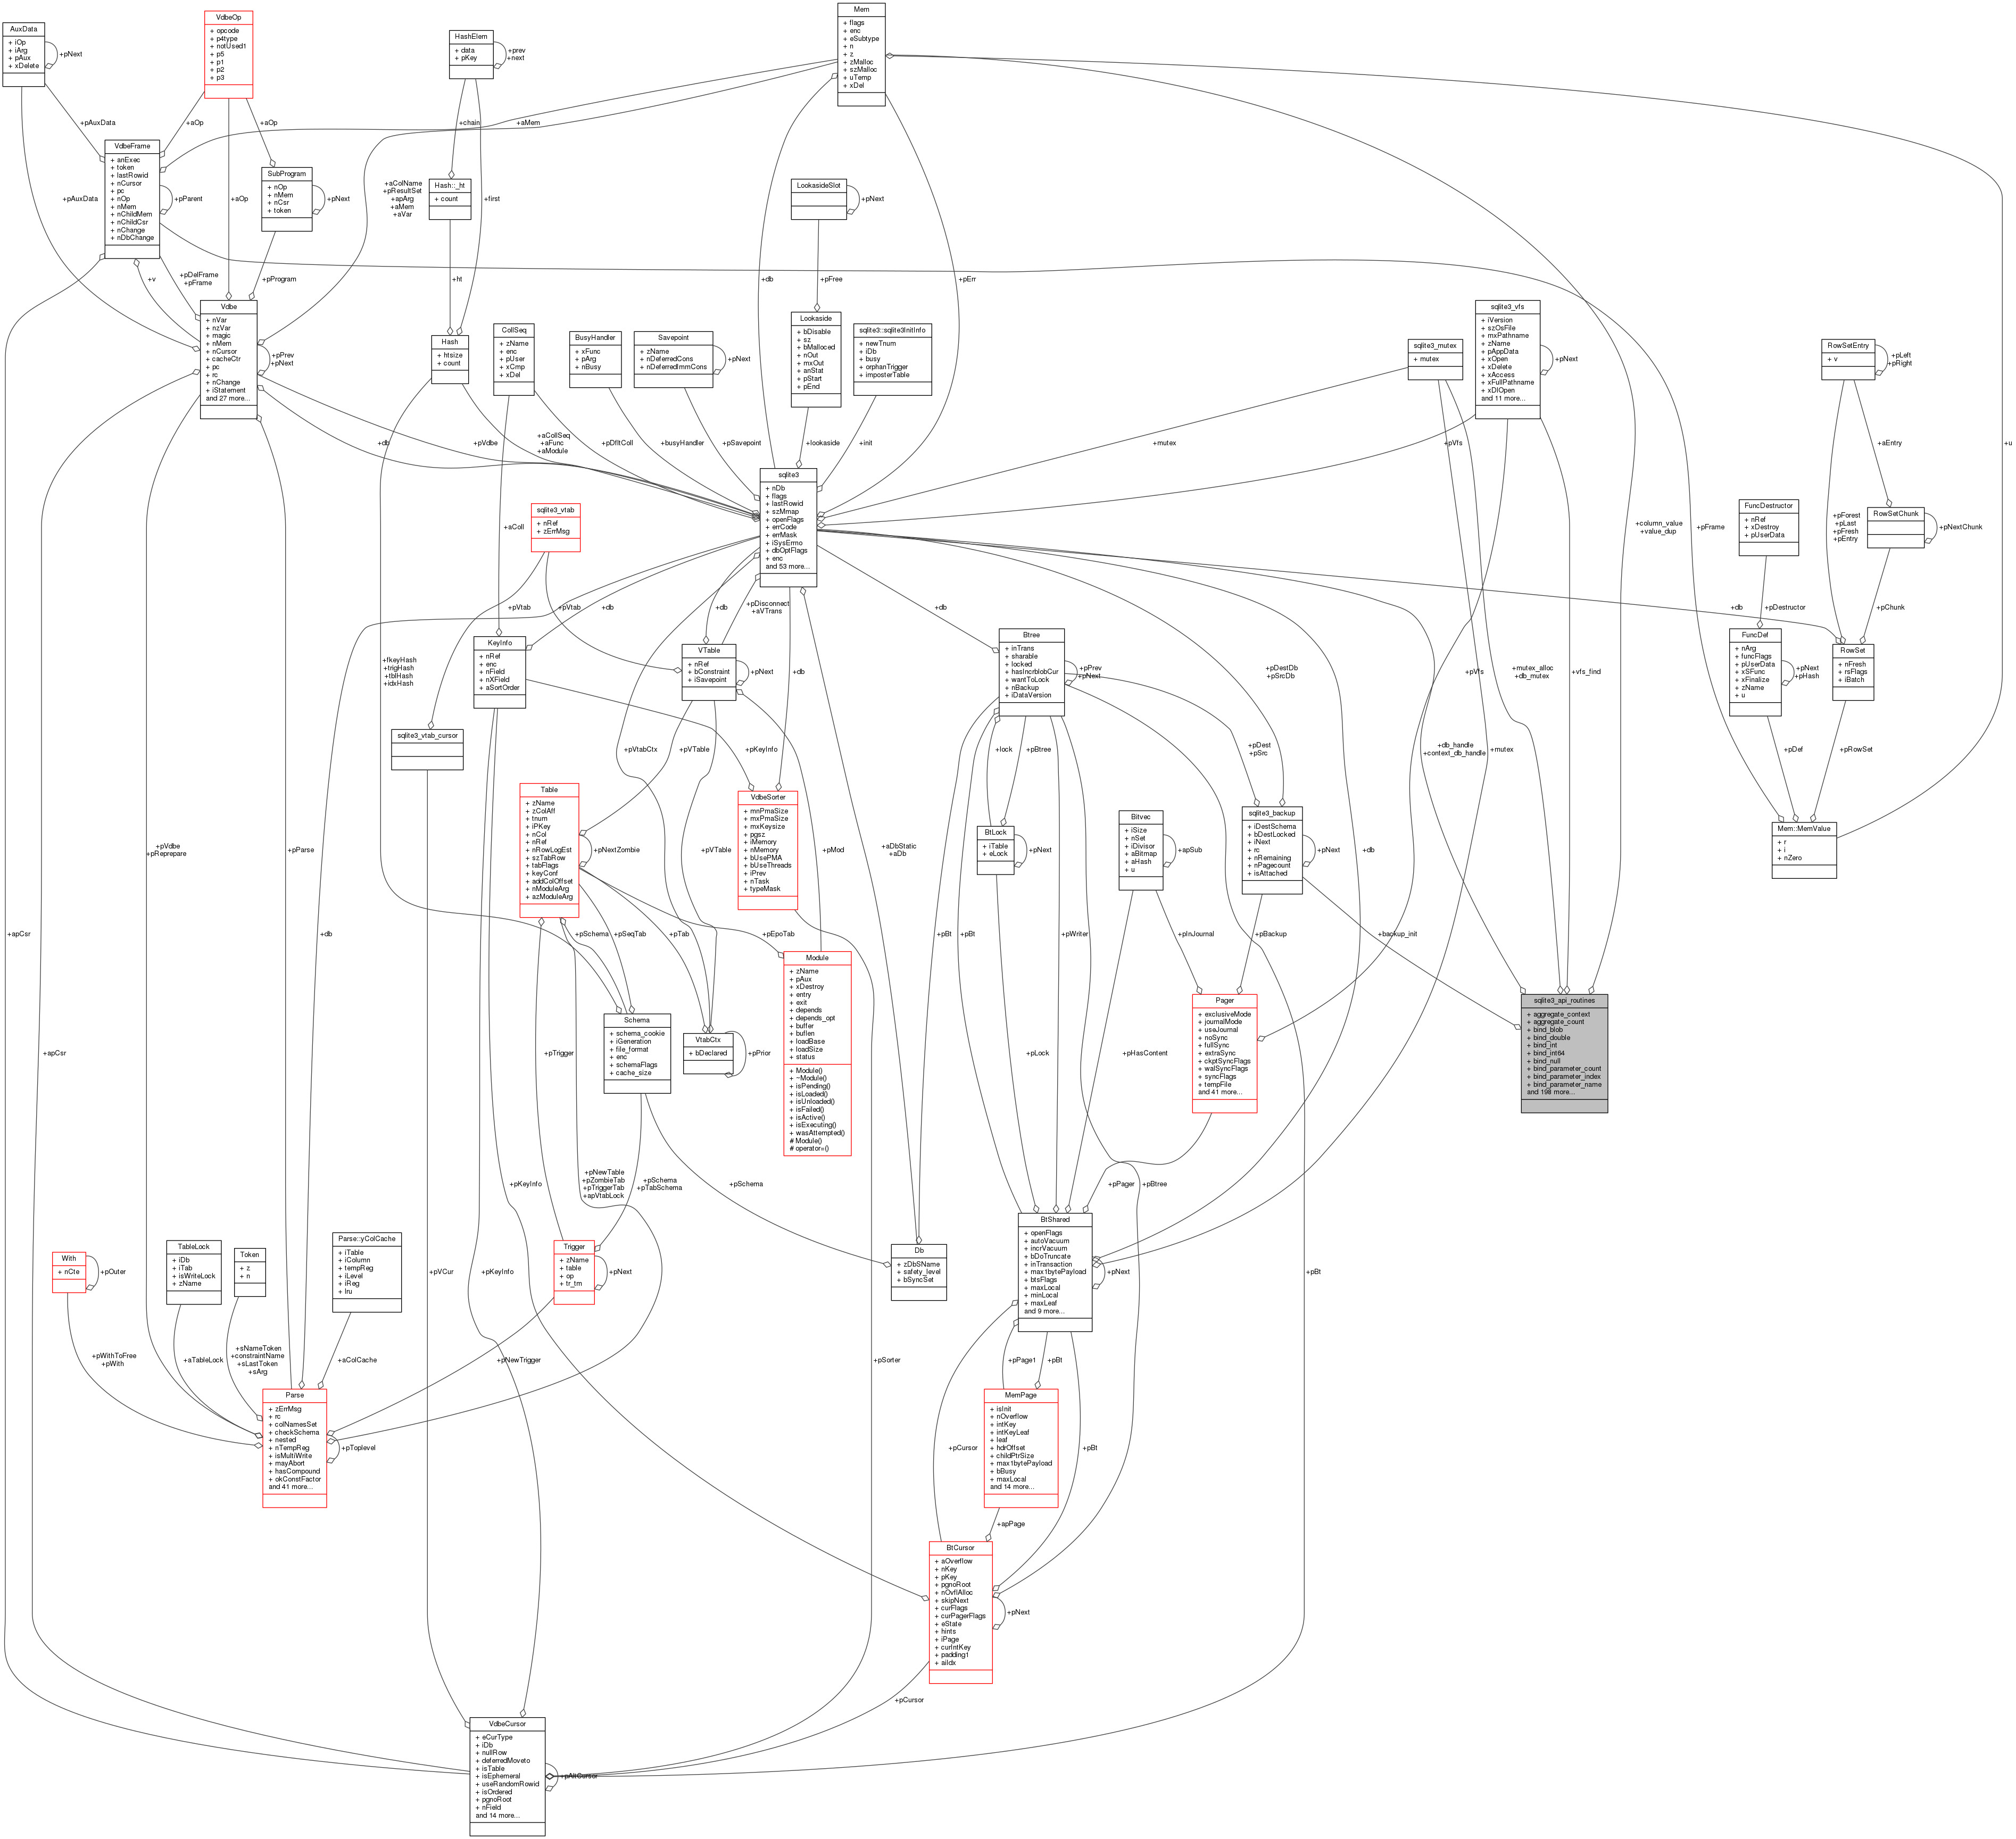 Mem
+ flags
+ enc
+ eSubtype
+ n
+ z
+ zMalloc
+ szMalloc
+ uTemp
+ xDel
AuxData
+ iOp
+ iArg
+ pAux
+ xDelete
+pNext
VdbeOp
+ opcode
+ p4type
+ notUsed1
+ p5
+ p1
+ p2
+ p3
HashElem
+ data
+ pKey
+prev
+next
+pAuxData
+aOp
+aOp
+chain
+aMem
VdbeFrame
+ anExec
+ token
+ lastRowid
+ nCursor
+ pc
+ nOp
+ nMem
+ nChildMem
+ nChildCsr
+ nChange
+ nDbChange
+pParent
SubProgram
+ nOp
+ nMem
+ nCsr
+ token
+pNext
Hash::_ht
+ count
LookasideSlot
+pNext
+pAuxData
+aOp
+aColName
+pResultSet
+apArg
+aMem
+aVar
+first
+v
+pDelFrame
+pFrame
+pProgram
+ht
+pFree
+db
+pErr
Vdbe
+ nVar
+ nzVar
+ magic
+ nMem
+ nCursor
+ cacheCtr
+ pc
+ rc
+ nChange
+ iStatement
and 27 more...
+pPrev
+pNext
Hash
+ htsize
+ count
CollSeq
+ zName
+ enc
+ pUser
+ xCmp
+ xDel
BusyHandler
+ xFunc
+ pArg
+ nBusy
Savepoint
+ zName
+ nDeferredCons
+ nDeferredImmCons
+pNext
Lookaside
+ bDisable
+ sz
+ bMalloced
+ nOut
+ mxOut
+ anStat
+ pStart
+ pEnd
sqlite3::sqlite3InitInfo
+ newTnum
+ iDb
+ busy
+ orphanTrigger
+ imposterTable
sqlite3_mutex
+ mutex
sqlite3_vfs
+ iVersion
+ szOsFile
+ mxPathname
+ zName
+ pAppData
+ xOpen
+ xDelete
+ xAccess
+ xFullPathname
+ xDlOpen
and 11 more...
+pNext
RowSetEntry
+ v
+pLeft
+pRight
+db
+pVdbe
+aCollSeq
+aFunc
+aModule
+pDfltColl
+busyHandler
+pSavepoint
+lookaside
+init
+mutex
+pVfs
+aEntry
+u
sqlite3
+ nDb
+ flags
+ lastRowid
+ szMmap
+ openFlags
+ errCode
+ errMask
+ iSysErrno
+ dbOptFlags
+ enc
and 53 more...
sqlite3_vtab
+ nRef
+ zErrMsg
+aColl
+column_value
+value_dup
+pFrame
FuncDestructor
+ nRef
+ xDestroy
+ pUserData
+pForest
+pLast
+pFresh
+pEntry
RowSetChunk
+pNextChunk
+pVtab
+pVtab
+db
+db
+pDisconnect
+aVTrans
+db
+pDestructor
+pChunk
+db
KeyInfo
+ nRef
+ enc
+ nField
+ nXField
+ aSortOrder
VTable
+ nRef
+ bConstraint
+ iSavepoint
+pNext
Btree
+ inTrans
+ sharable
+ locked
+ hasIncrblobCur
+ wantToLock
+ nBackup
+ iDataVersion
+pPrev
+pNext
FuncDef
+ nArg
+ funcFlags
+ pUserData
+ xSFunc
+ xFinalize
+ zName
+ u
+pNext
+pHash
RowSet
+ nFresh
+ rsFlags
+ iBatch
+fkeyHash
+trigHash
+tblHash
+idxHash
+db
+pDestDb
+pSrcDb
+pVfs
+mutex_alloc
+db_mutex
+vfs_find
sqlite3_vtab_cursor
+pVtabCtx
+pVTable
+pKeyInfo
+lock
+pBtree
+pDest
+pSrc
+db_handle
+context_db_handle
+mutex
+pDef
+pRowSet
Table
+ zName
+ zColAff
+ tnum
+ iPKey
+ nCol
+ nRef
+ nRowLogEst
+ szTabRow
+ tabFlags
+ keyConf
+ addColOffset
+ nModuleArg
+ azModuleArg
+pNextZombie
VdbeSorter
+ mnPmaSize
+ mxPmaSize
+ mxKeysize
+ pgsz
+ iMemory
+ nMemory
+ bUsePMA
+ bUseThreads
+ iPrev
+ nTask
+ typeMask
BtLock
+ iTable
+ eLock
+pNext
Bitvec
+ iSize
+ nSet
+ iDivisor
+ aBitmap
+ aHash
+ u
+apSub
sqlite3_backup
+ iDestSchema
+ bDestLocked
+ iNext
+ rc
+ nRemaining
+ nPagecount
+ isAttached
+pNext
Mem::MemValue
+ r
+ i
+ nZero
+pVdbe
+pReprepare
+pParse
+pVTable
+pMod
+aDbStatic
+aDb
+db
+apCsr
+db
+pSchema
+pSeqTab
+pTab
+pEpoTab
+pBt
+pBt
+pWriter
+pInJournal
+pBackup
+backup_init
Module
+ zName
+ pAux
+ xDestroy
+ entry
+ exit
+ depends
+ depends_opt
+ buffer
+ buflen
+ loadBase
+ loadSize
+ status
+ Module()
+ ~Module()
+ isPending()
+ isLoaded()
+ isUnloaded()
+ isFailed()
+ isActive()
+ isExecuting()
+ wasAttempted()
# Module()
# operator=()
Schema
+ schema_cookie
+ iGeneration
+ file_format
+ enc
+ schemaFlags
+ cache_size
VtabCtx
+ bDeclared
+pPrior
Pager
+ exclusiveMode
+ journalMode
+ useJournal
+ noSync
+ fullSync
+ extraSync
+ ckptSyncFlags
+ walSyncFlags
+ syncFlags
+ tempFile
and 41 more...
sqlite3_api_routines
+ aggregate_context
+ aggregate_count
+ bind_blob
+ bind_double
+ bind_int
+ bind_int64
+ bind_null
+ bind_parameter_count
+ bind_parameter_index
+ bind_parameter_name
and 198 more...
+apCsr
+pTrigger
+pLock
+pHasContent
+pKeyInfo
+pNewTable
+pZombieTab
+pTriggerTab
+apVtabLock
+pSchema
+pTabSchema
+pSchema
+pPager
+pBtree
With
+ nCte
+pOuter
TableLock
+ iDb
+ iTab
+ isWriteLock
+ zName
Token
+ z
+ n
Parse::yColCache
+ iTable
+ iColumn
+ tempReg
+ iLevel
+ iReg
+ lru
+pVCur
+pKeyInfo
Trigger
+ zName
+ table
+ op
+ tr_tm
+pNext
Db
+ zDbSName
+ safety_level
+ bSyncSet
BtShared
+ openFlags
+ autoVacuum
+ incrVacuum
+ bDoTruncate
+ inTransaction
+ max1bytePayload
+ btsFlags
+ maxLocal
+ minLocal
+ maxLeaf
and 9 more...
+pNext
+pBt
+pWithToFree
+pWith
+aTableLock
+sNameToken
+constraintName
+sLastToken
+sArg
+aColCache
+pNewTrigger
+pSorter
+pPage1
+pBt
Parse
+ zErrMsg
+ rc
+ colNamesSet
+ checkSchema
+ nested
+ nTempReg
+ isMultiWrite
+ mayAbort
+ hasCompound
+ okConstFactor
and 41 more...
+pToplevel
MemPage
+ isInit
+ nOverflow
+ intKey
+ intKeyLeaf
+ leaf
+ hdrOffset
+ childPtrSize
+ max1bytePayload
+ bBusy
+ maxLocal
and 14 more...
+pCursor
+pBt
+apPage
BtCursor
+ aOverflow
+ nKey
+ pKey
+ pgnoRoot
+ nOvflAlloc
+ skipNext
+ curFlags
+ curPagerFlags
+ eState
+ hints
+ iPage
+ curIntKey
+ padding1
+ aiIdx
+pNext
+pCursor
VdbeCursor
+ eCurType
+ iDb
+ nullRow
+ deferredMoveto
+ isTable
+ isEphemeral
+ useRandomRowid
+ isOrdered
+ pgnoRoot
+ nField
and 14 more...
+pAltCursor